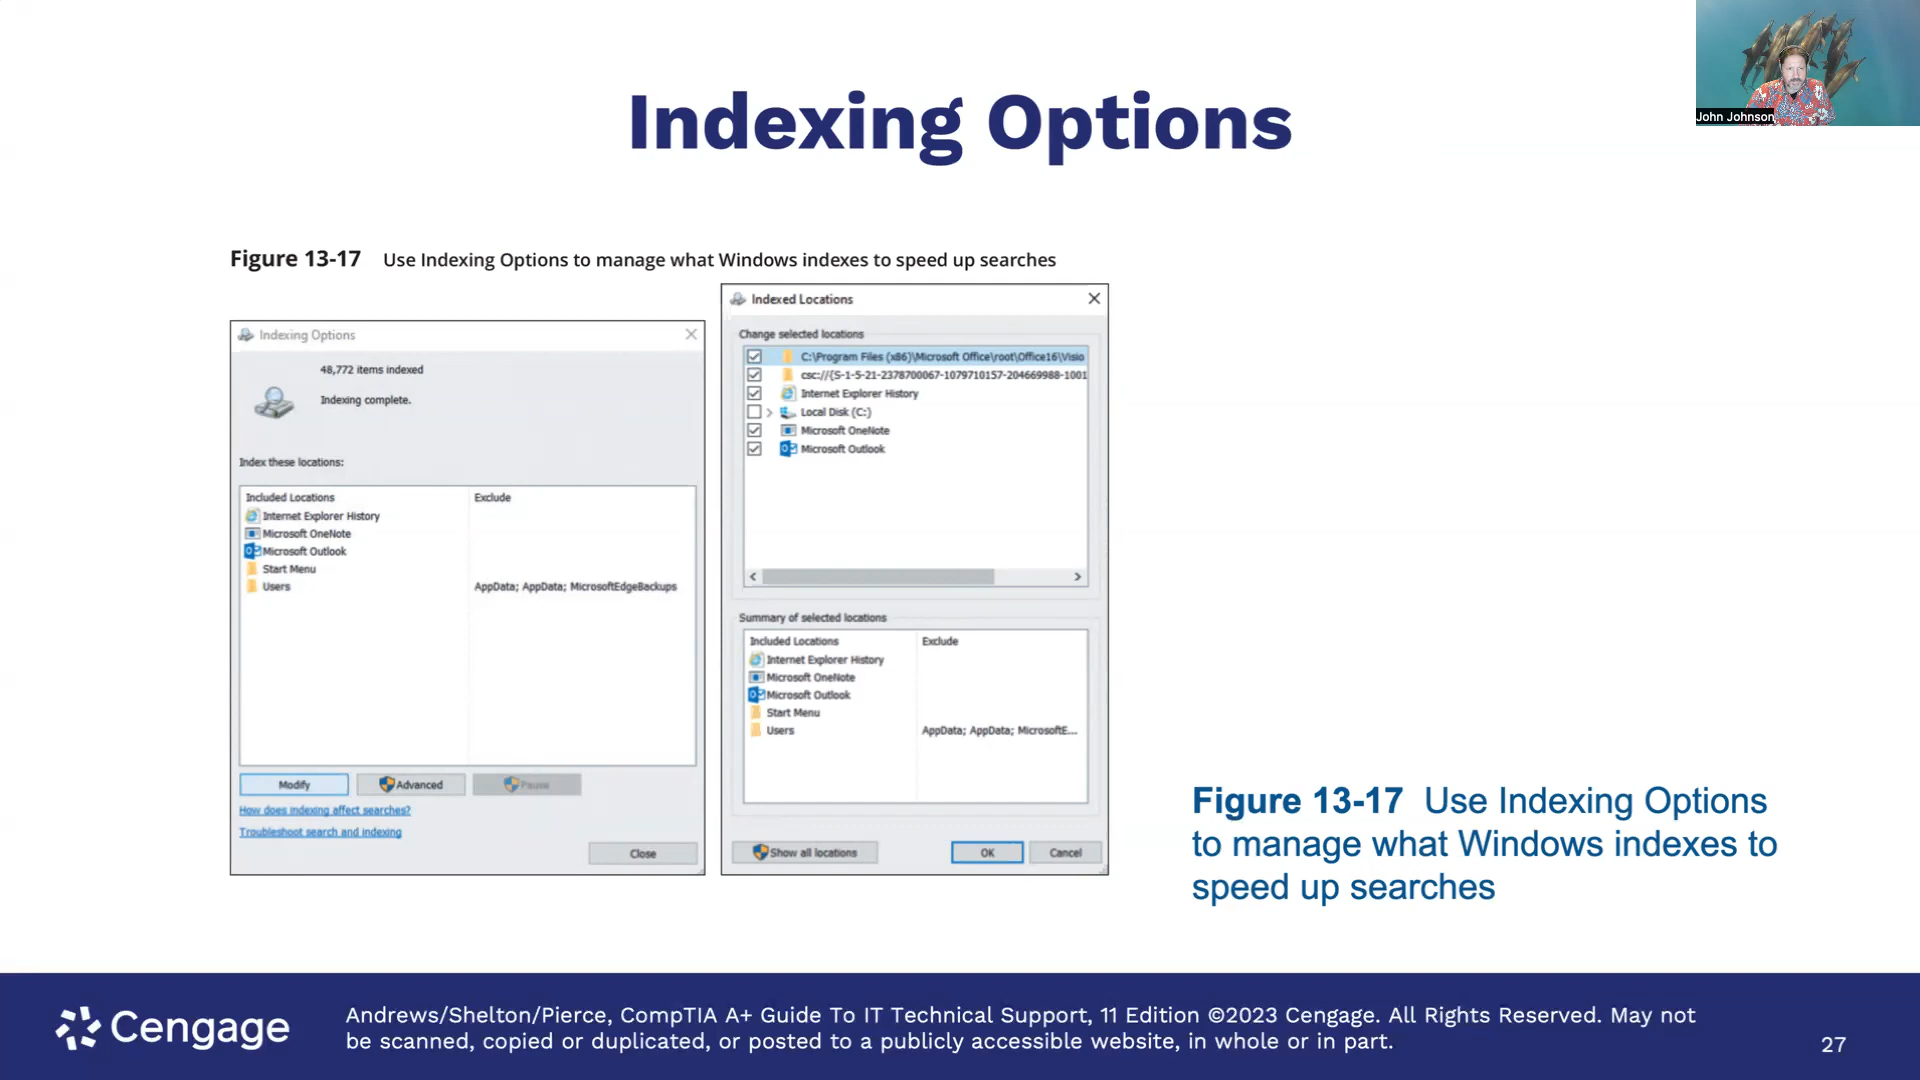 John Johnson
Indexing Options
Figure 13-17 Use Indexing Options to manage what Windows indexes to speed up searches
Indexing Options
48,772 items indexed
Indexing complete.
Index these locations:
Included Locations Exclude
Internet Explorer History
Microsoft OneNote
Microsoft Outlook
Start Menu
Users AppData; AppData; MicrosoftEdgeBackups
Modify Advanced Pause
How does indexing affect searches?
Troubleshoot search and indexing
Close
Indexed Locations
Change selected locations
C:\Program Files (x86)\Microsoft Office\root\Office16\Visio
csc://{S-1-5-21-2378700067-1079710157-204669988-1001
Internet Explorer History
Local Disk (C:)
Microsoft OneNote
Microsoft Outlook
Summary of selected locations
Included Locations Exclude
Internet Explorer History
Microsoft OneNote
Microsoft Outlook
Start Menu
Users AppData; AppData; MicrosoftE...
Show all locations OK Cancel
Figure 13-17 Use Indexing Options
to manage what Windows indexes to
speed up searches
Cengage
Andrews/Shelton/Pierce, CompTIA A+ Guide To IT Technical Support, 11 Edition ©2023 Cengage. All Rights Reserved. May not
be scanned, copied or duplicated, or posted to a publicly accessible website, in whole or in part.
27